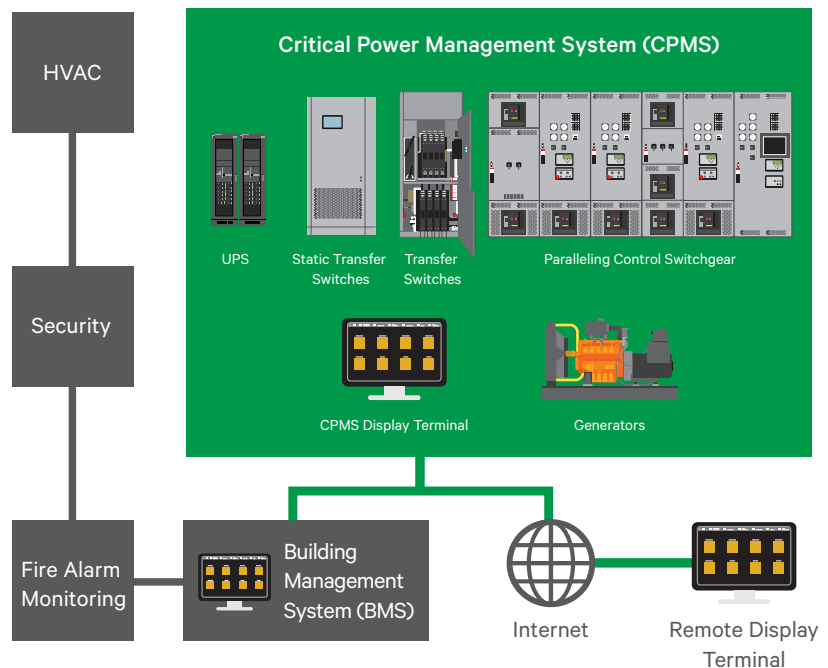 Critical Power Management System (CPMS)
HVAC
UPS
Static Transfer
Switches
Transfer
Switches
Paralleling Control Switchgear
Security
CPMS Display Terminal
Generators
Fire Alarm
Monitoring
Building
Management
System (BMS)
Internet
Remote Display
Terminal